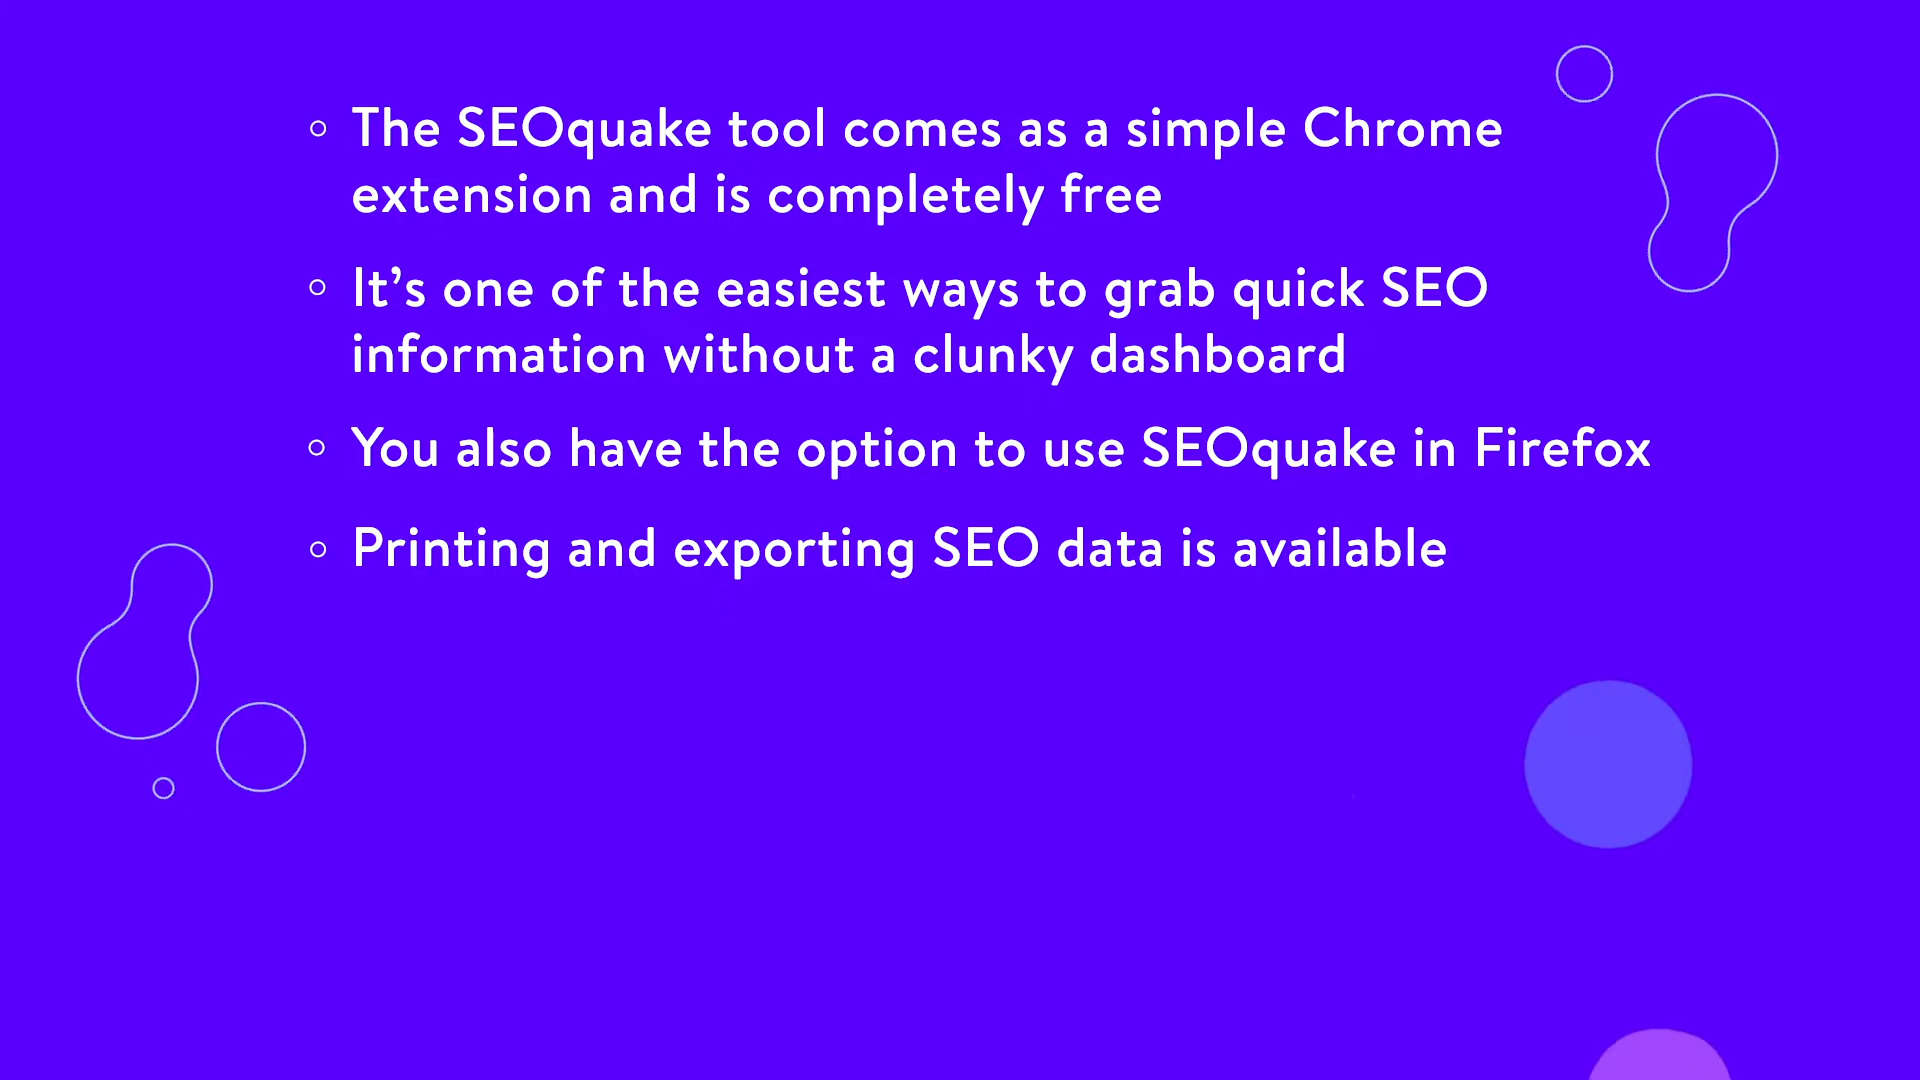 The SEOquake tool comes as a simple Chrome
extension and is completely free
It’s one of the easiest ways to grab quick SEO
information without a clunky dashboard
You also have the option to use SEOquake in Firefox
Printing and exporting SEO data is available